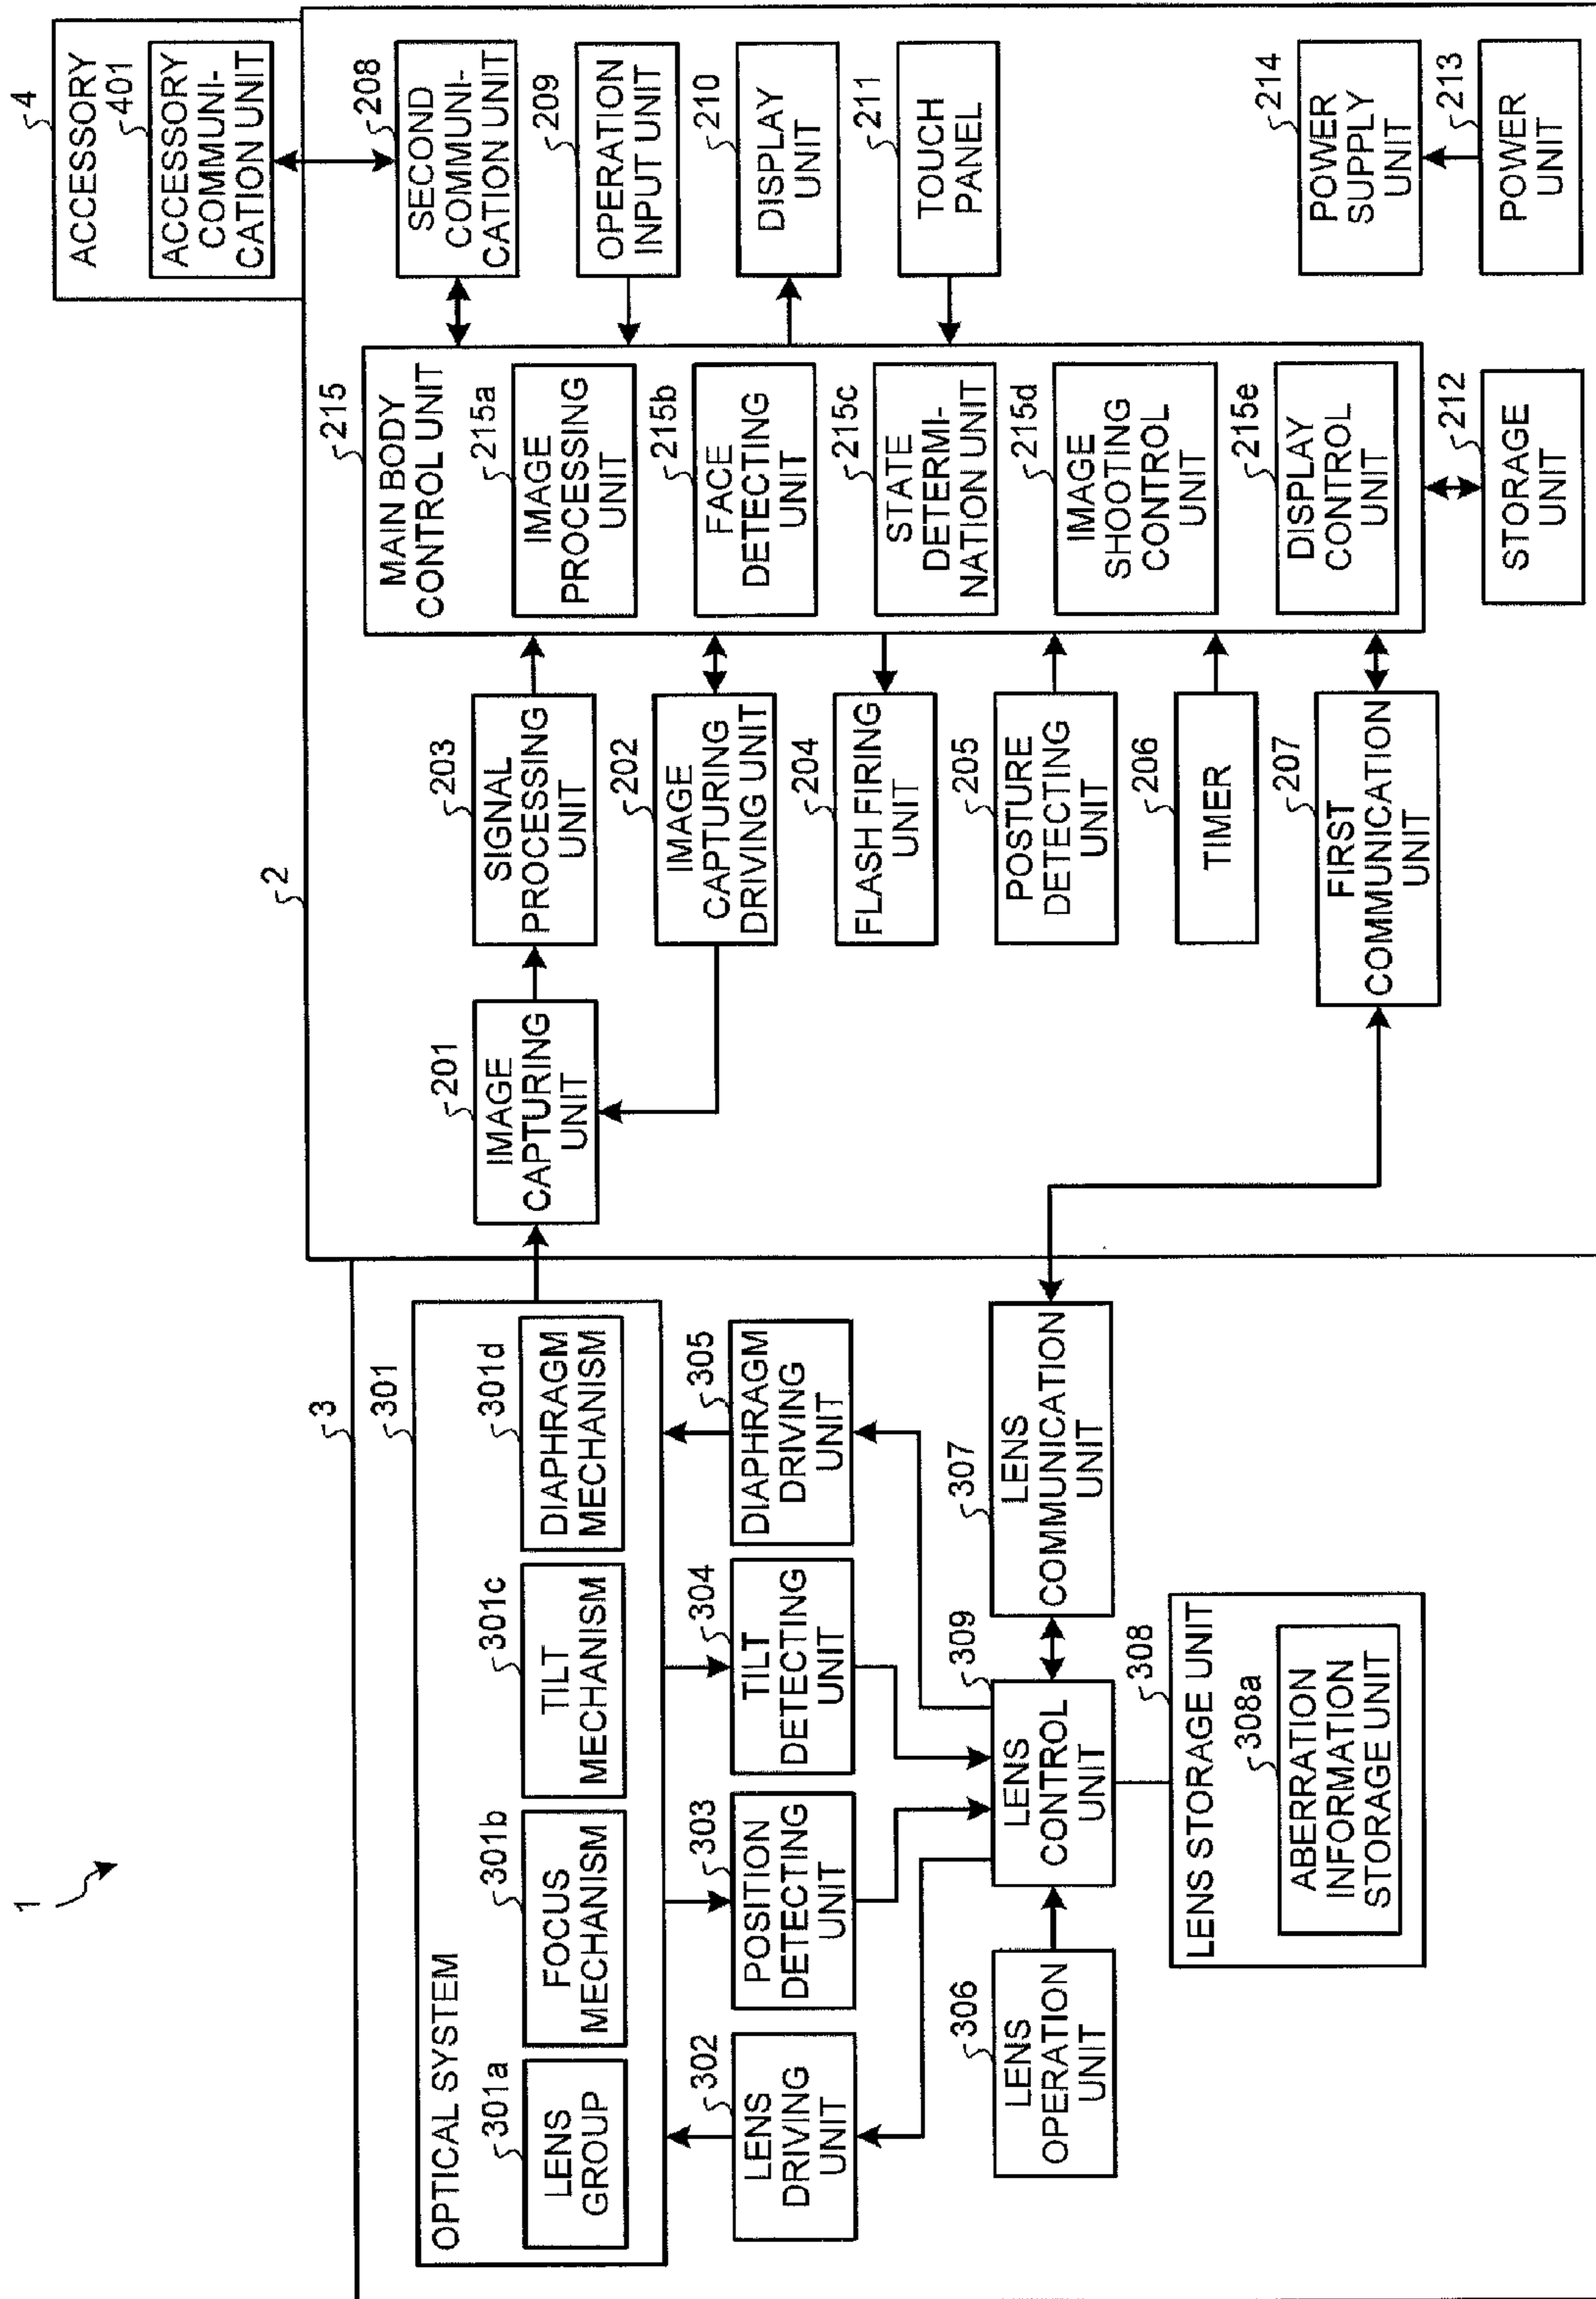 1
3
301
OPTICAL SYSTEM
301a
LENS
GROUP
301b
FOCUS
MECHANISM
301c
TILT
MECHANISM
301d
DIAPHRAGM
MECHANISM
302
LENS
DRIVING
UNIT
303
POSITION
DETECTING
UNIT
304
TILT
DETECTING
UNIT
305
DIAPHRAGM
DRIVING
UNIT
306
LENS
OPERATION
UNIT
309
LENS
CONTROL
UNIT
307
LENS
COMMUNICATION
UNIT
308
LENS STORAGE UNIT
308a
ABERRATION
INFORMATION
STORAGE UNIT
2
201
IMAGE
CAPTURING
UNIT
203
SIGNAL
PROCESSING
UNIT
202
IMAGE
CAPTURING
DRIVING UNIT
204
FLASH FIRING
UNIT
205
POSTURE
DETECTING
UNIT
206
TIMER
207
FIRST
COMMUNICATION
UNIT
215
MAIN BODY
CONTROL UNIT
215a
IMAGE
PROCESSING
UNIT
215b
FACE
DETECTING
UNIT
215c
STATE
DETERMI-
NATION UNIT
215d
IMAGE
SHOOTING
CONTROL
UNIT
215e
DISPLAY
CONTROL
UNIT
212
STORAGE
UNIT
4
ACCESSORY
401
ACCESSORY
COMMUNI-
CATION UNIT
208
SECOND
COMMUNI-
CATION UNIT
209
OPERATION
INPUT UNIT
210
DISPLAY
UNIT
211
TOUCH
PANEL
214
POWER
SUPPLY
UNIT
213
POWER
UNIT